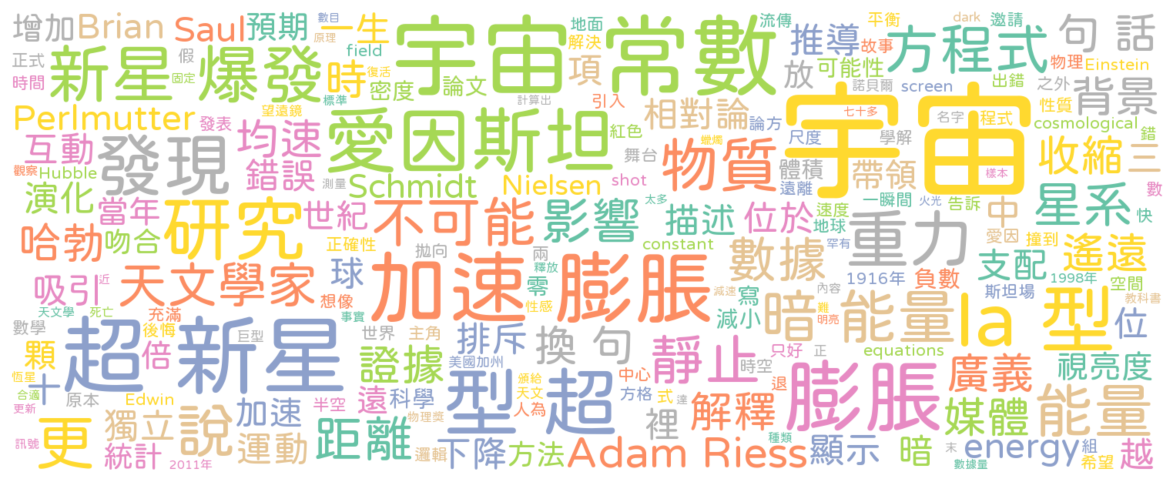 增加 Brian Saul 預期 數目 一生 宇宙常數 地面 流傳 平衡 dark 邀請 句 話
正式 假 原理 field 解決 推導 故事 方程式 物理 Einstein
新星 爆發 時 復活 項 放 可能性 之外
時間 固定 密度 論文 諾貝爾 screen 出錯 性質 背景
望遠鏡 標準 計算出 引入 相對論 七十多 名字 程式 cosmological 錯
Perlmutter 發表 均速 愛因斯坦 紅色 論方 尺度 宇宙 學解 收縮 三
互動 蠟燭 物質 體積 帶領 樣本
觀察 Hubble 發現 錯誤 舞台 遠離 數
測量 Schmidt Nielsen shot 太多 一瞬間 火光 告訴 星系 快
演化 當年 研究 世紀 不可能 影響 描述 位於 速度 地球 中 愛因 撞到
哈勃 吻合 正確性 拋向 兩 constant 罕有 重力 遙遠
天文學家 球 釋放 加速 膨脹 數據 1916年 負數 支配 1998年
吸引 近 想像 零 性感 減速 內容 斯坦場 空間
天文學 死亡 充滿 事實 寫 暗 能量 難 教科書
數學 後悔 巨型 世界 主角 排斥 減小 明亮 Ia 型 位
超 新星 換 句 靜止 只好 正 equations
顆 倍 證據 美國加州 時空 廣義 視亮度
恆星 十 型 超 頒給 中心 式 達 退 膨脹
合適 原本 Edwin 半空 遠 科學 天文 人為 方格 解釋 能量
更新 獨立 說 加速 物理獎 裡 媒體
更 運動 距離 邏輯 下降 方法 種類 顯示 暗 末 energy 組
訊號 統計 2011年 Adam Riess 數據量 希望 越